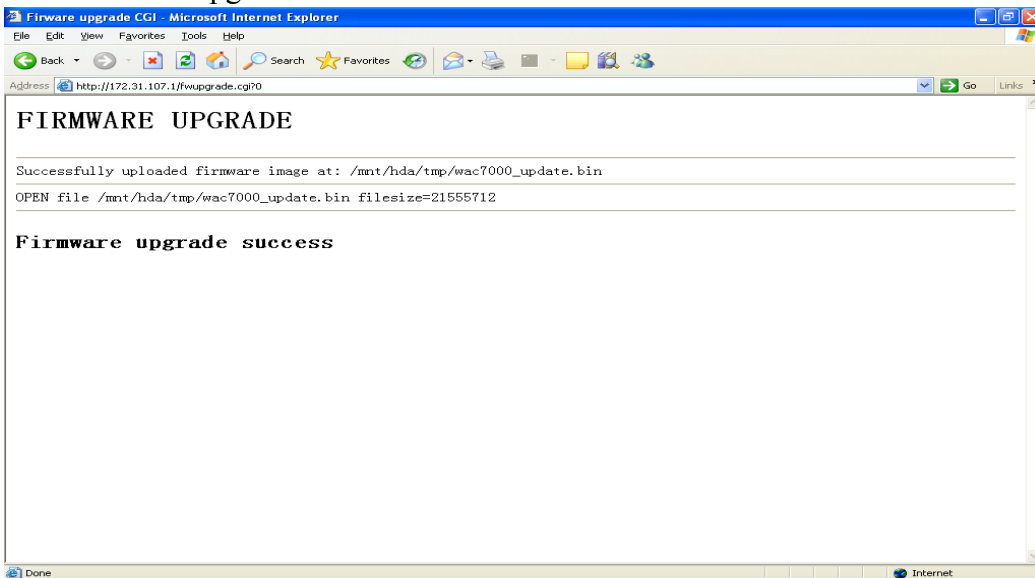 Firware upgrade CGI - Microsoft Internet Explorer
File Edit View Favorites Tools Help
Back Search Favorites
Address http://172.31.107.1/fwupgrade.cgi?0 Go Links
FIRMWARE UPGRADE
Successfully uploaded firmware image at: /mnt/hda/tmp/wac7000_update.bin
OPEN file /mnt/hda/tmp/wac7000_update.bin filesize=21555712
Firmware upgrade success
Done Internet